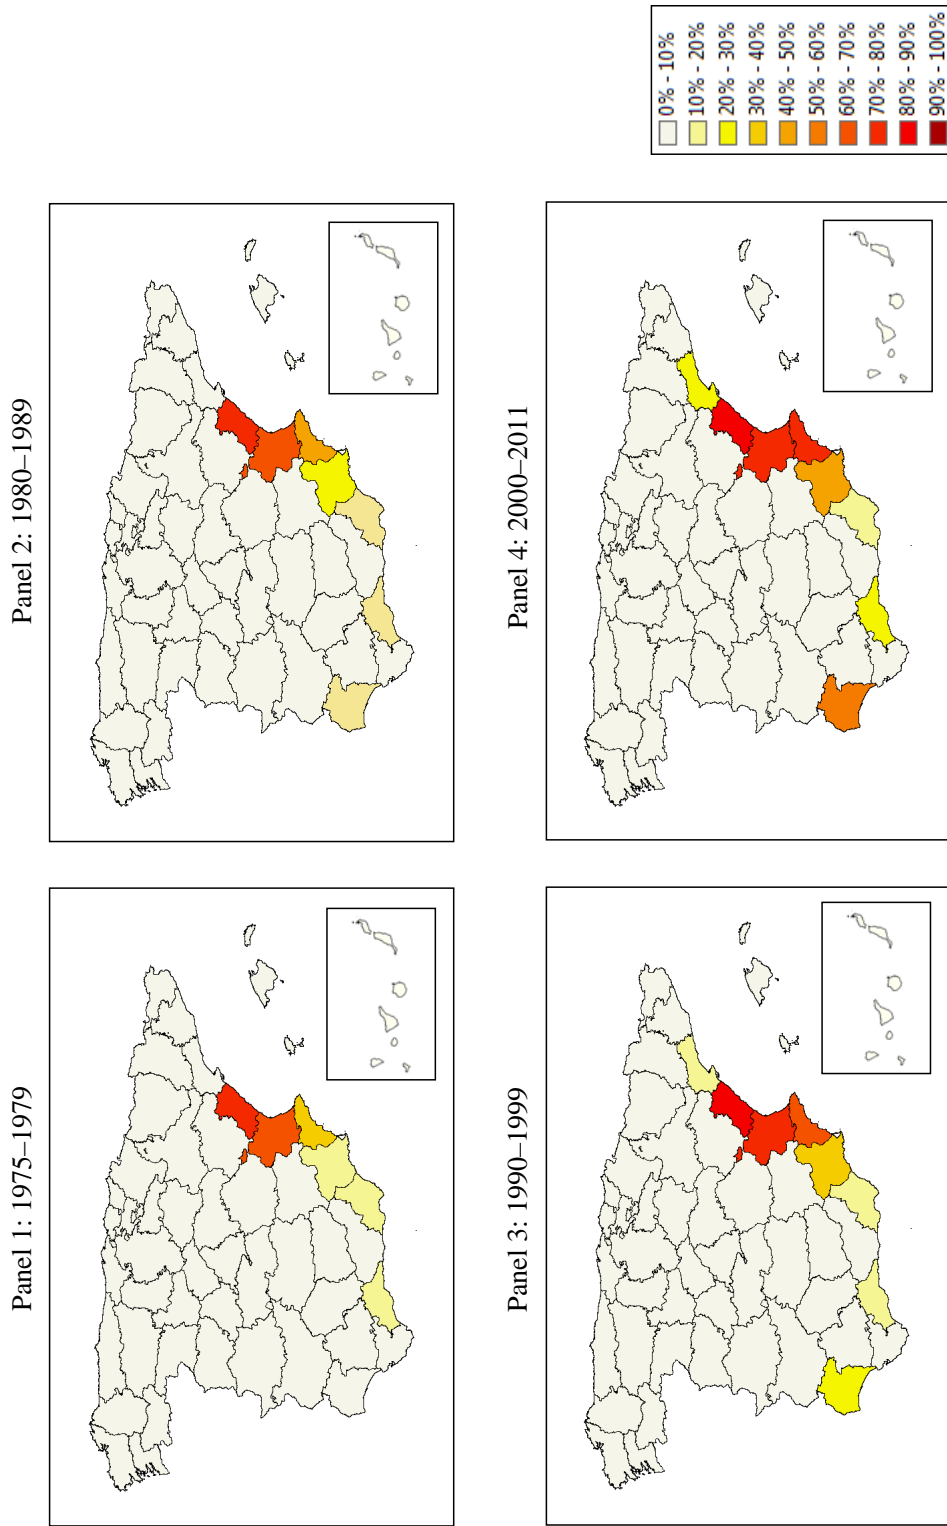 Panel 1: 1975–1979
Panel 2: 1980–1989
Panel 3: 1990–1999
Panel 4: 2000–2011
0% - 10%
10% - 20%
20% - 30%
30% - 40%
40% - 50%
50% - 60%
60% - 70%
70% - 80%
80% - 90%
90% - 100%